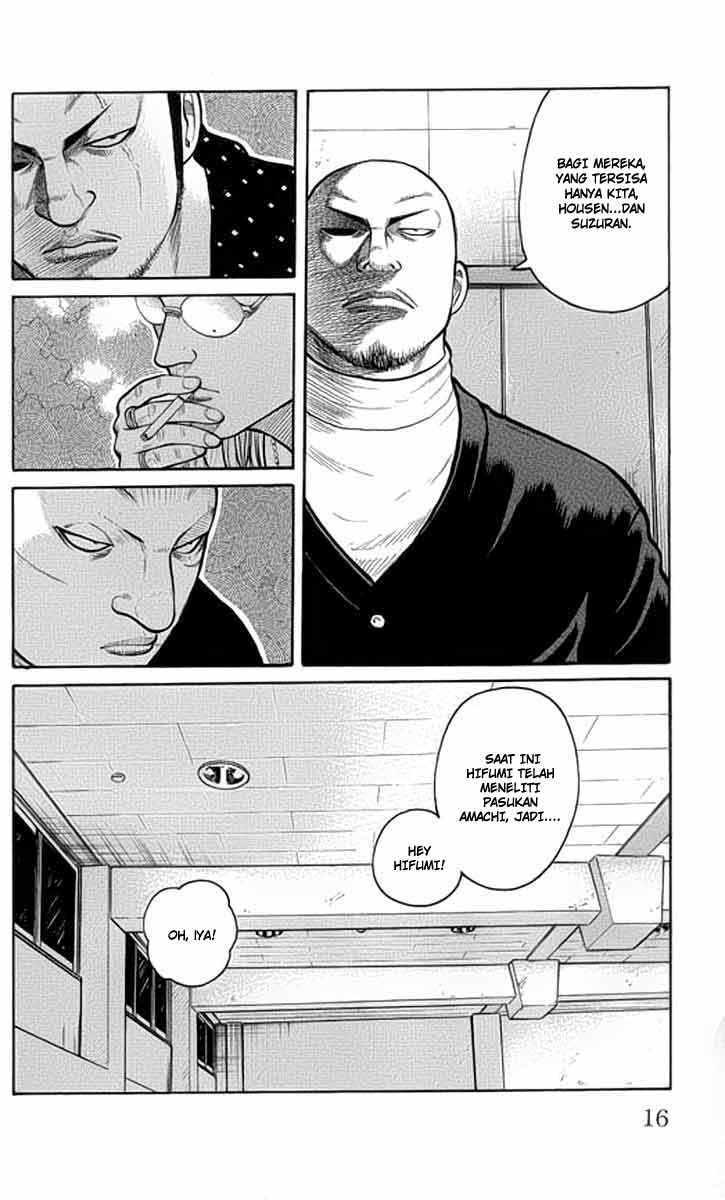 BAGI MEREKA,
YANG TERSISA
HANYA KITA,
HOUSEN...DAN
SUZURAN.
SAAT INI
HIFUMI TELAH
MENELITI
PASUKAN
AMACHI, JADI....
HEY
HIFUMI!
OH, IYA!
16